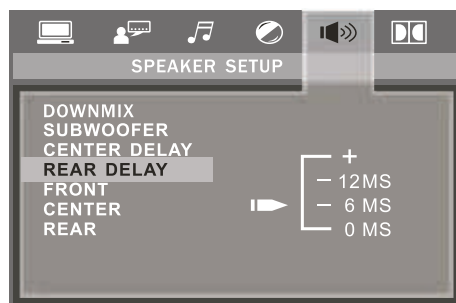 SPEAKER SETUP
DOWNMIX
SUBWOOFER
CENTER DELAY
REAR DELAY
FRONT
CENTER
REAR
+
12MS
6 MS
0 MS